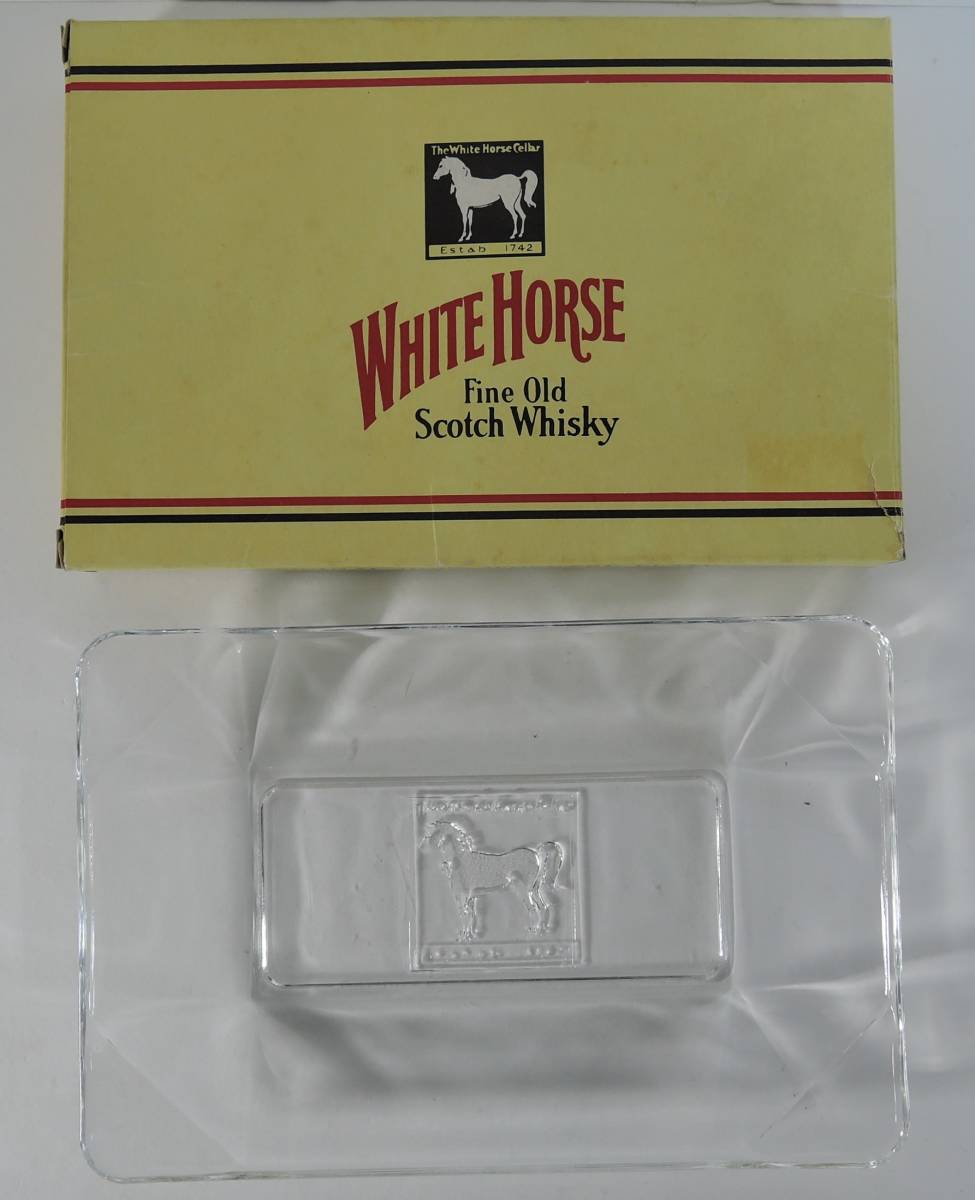 The White Horse Cellar
Estab 1742
WHITE HORSE
Fine Old
Scotch Whisky